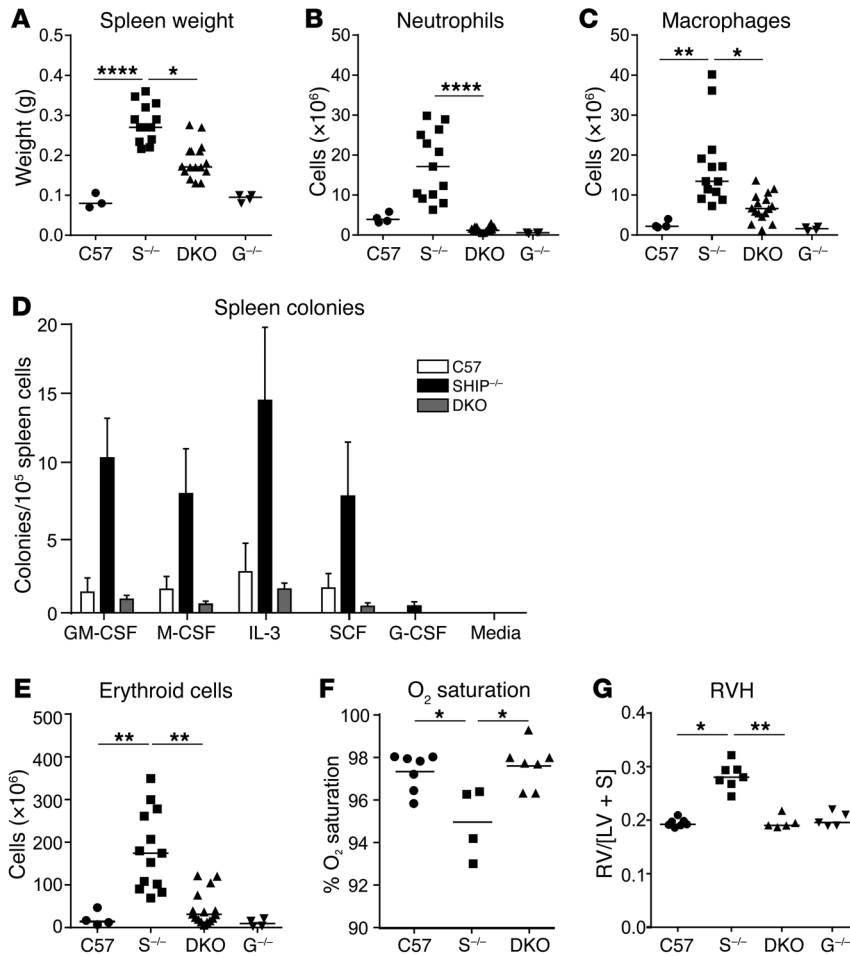 A Spleen weight
****
*
Weight (g)
0.5
0.3
0.2
0.1
0.0
C57 S–/– DKO G–/–
B Neutrophils
****
Cells (×10⁶)
50
40
30
20
10
0
C57 S–/– DKO G–/–
C Macrophages
**
*
Cells (×10⁶)
50
40
30
20
10
0
C57 S–/– DKO G–/–
D Spleen colonies
Colonies/10⁵ spleen cells
20
15
10
5
0
C57
SHIP–/–
DKO
GM-CSF M-CSF IL-3 SCF G-CSF Media
E Erythroid cells
**
**
Cells (×10⁶)
500
400
300
200
100
0
C57 S–/– DKO G–/–
F O₂ saturation
*
*
% O₂ saturation
100
98
96
94
92
90
C57 S–/– DKO
G RVH
*
**
RV/[LV + S]
0.4
0.3
0.2
0.1
0.0
C57 S–/– DKO G–/–